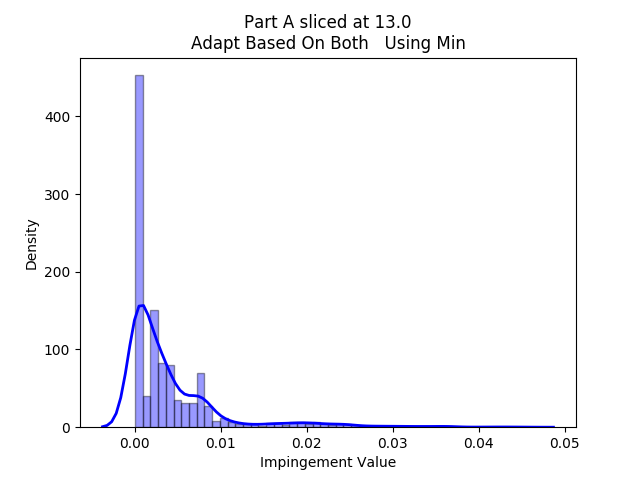 Part A sliced at 13.0
Adapt Based On Both   Using Min
Density
400
300
200
100
0
0.00 0.01 0.02 0.03 0.04 0.05
Impingement Value